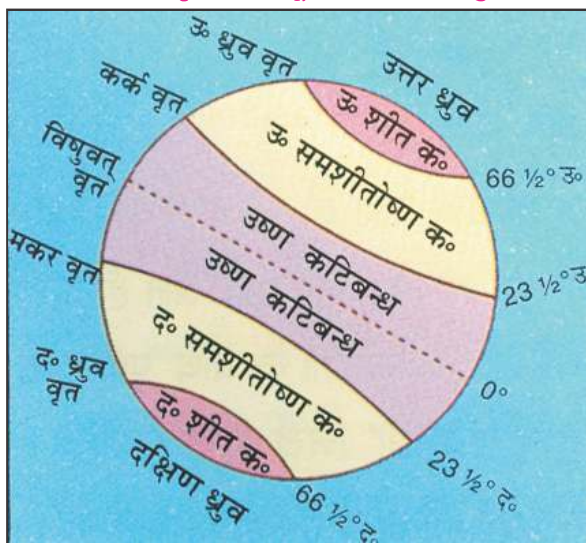 उ॰ ध्रुव वृत
उत्तर ध्रुव
कर्क वृत
उ॰ शीत क॰
विषुवत्
वृत
उ॰ समशीतोष्ण क॰
66 ½° उ॰
उष्ण कटिबन्ध
मकर वृत
उष्ण कटिबन्ध
23 ½° उ॰
द॰ समशीतोष्ण क॰
0°
द॰ ध्रुव
वृत
द॰ शीत क॰
23 ½° द॰
दक्षिण ध्रुव
66 ½° द॰